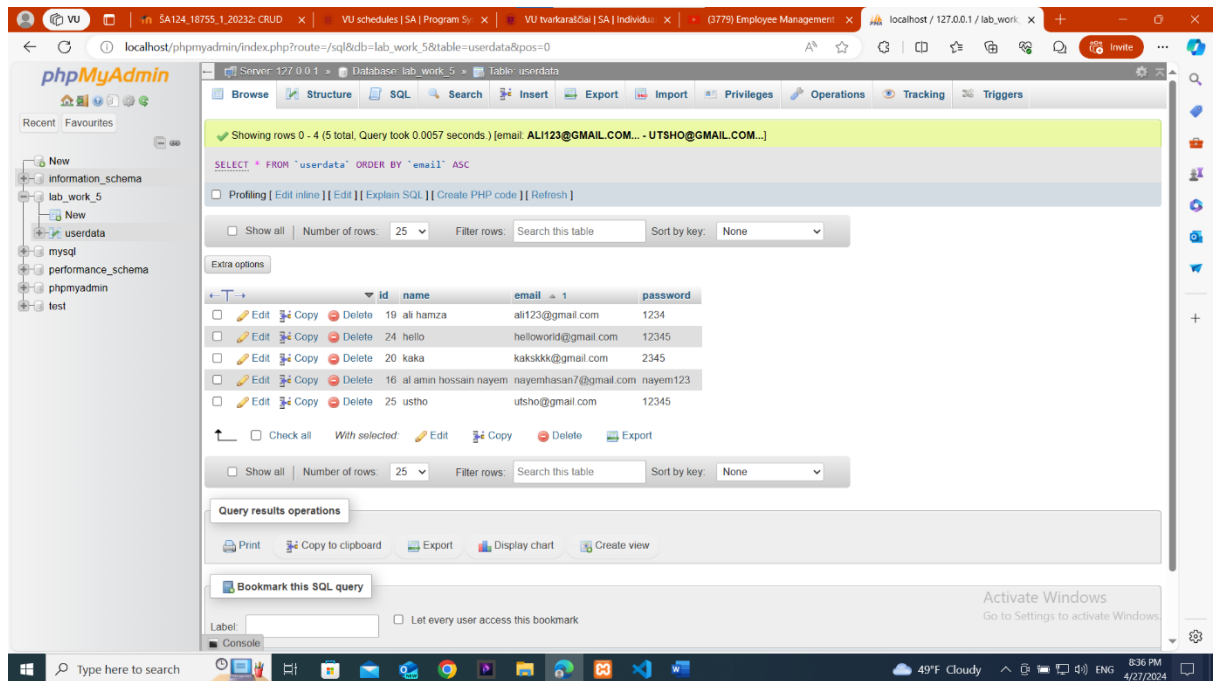 VU
ŠA124_18755_1_20232: CRUD
VU schedules | SA | Program Sy
VU tvarkaraščiai | SA | Individua
(3779) Employee Management
localhost / 127.0.0.1 / lab_work_
localhost/phpmyadmin/index.php?route=/sql&db=lab_work_5&table=userdata&pos=0
Invite
phpMyAdmin
Recent Favourites
New
information_schema
lab_work_5
New
userdata
mysql
performance_schema
phpmyadmin
test
Server: 127.0.0.1 » Database: lab_work_5 » Table: userdata
Browse Structure SQL Search Insert Export Import Privileges Operations Tracking Triggers
Showing rows 0 - 4 (5 total, Query took 0.0057 seconds.) [email: ALI123@GMAIL.COM... - UTSHO@GMAIL.COM...]
SELECT * FROM `userdata` ORDER BY `email` ASC
Profiling [ Edit inline ] [ Edit ] [ Explain SQL ] [ Create PHP code ] [ Refresh ]
Show all | Number of rows: 25 Filter rows: Search this table Sort by key: None
Extra options
id name email 1 password
Edit Copy Delete 19 ali hamza ali123@gmail.com 1234
Edit Copy Delete 24 hello helloworld@gmail.com 12345
Edit Copy Delete 20 kaka kakskkk@gmail.com 2345
Edit Copy Delete 16 al amin hossain nayem nayemhasan7@gmail.com nayem123
Edit Copy Delete 25 ustho utsho@gmail.com 12345
Check all With selected: Edit Copy Delete Export
Show all | Number of rows: 25 Filter rows: Search this table Sort by key: None
Query results operations
Print Copy to clipboard Export Display chart Create view
Bookmark this SQL query
Label: Let every user access this bookmark
Console
Activate Windows
Go to Settings to activate Windows.
Type here to search
49°F Cloudy
ENG
8:36 PM
4/27/2024